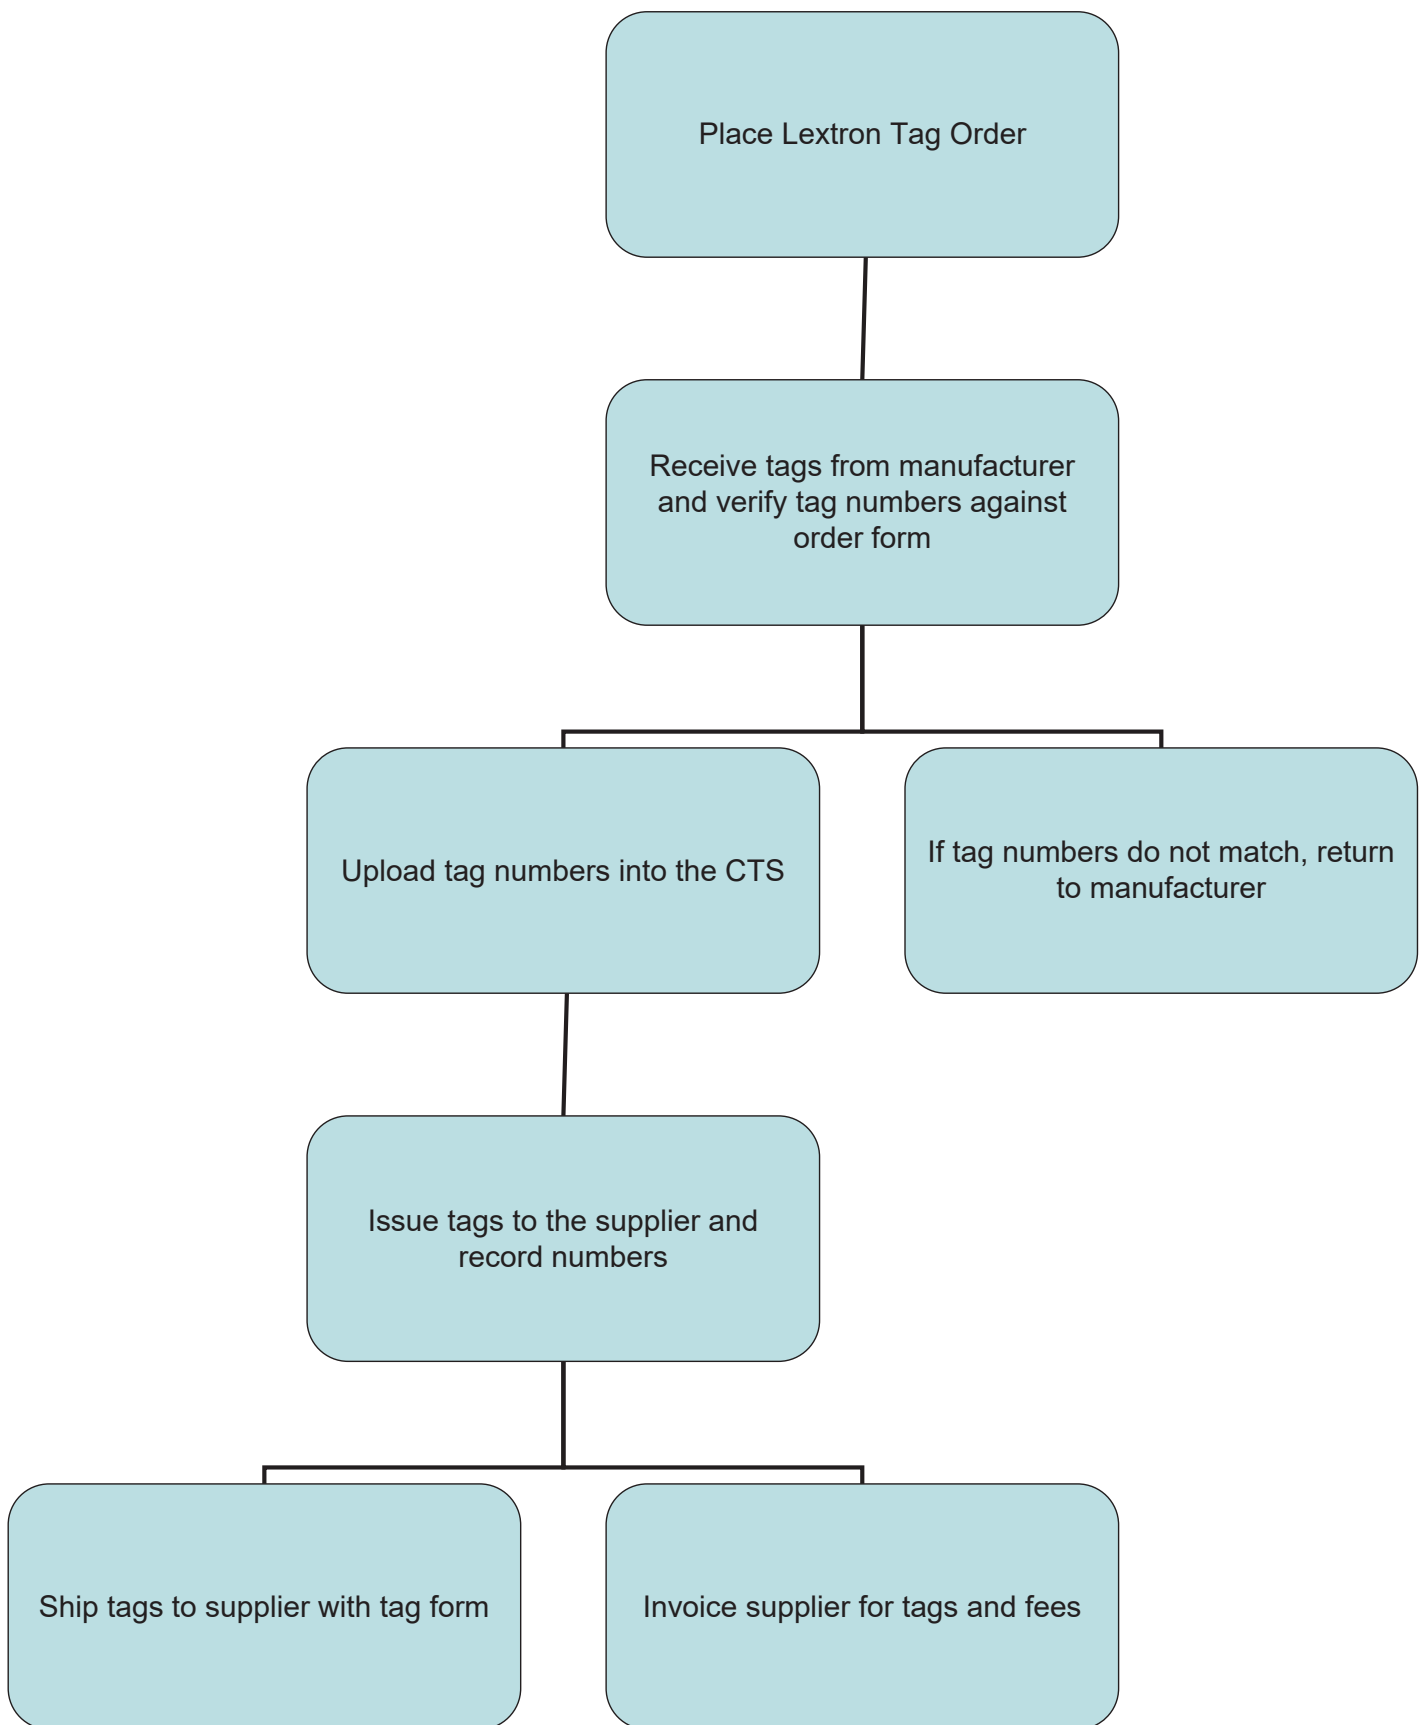 Place Lextron Tag Order
Receive tags from manufacturer
and verify tag numbers against
order form
Upload tag numbers into the CTS
If tag numbers do not match, return
to manufacturer
Issue tags to the supplier and
record numbers
Ship tags to supplier with tag form
Invoice supplier for tags and fees